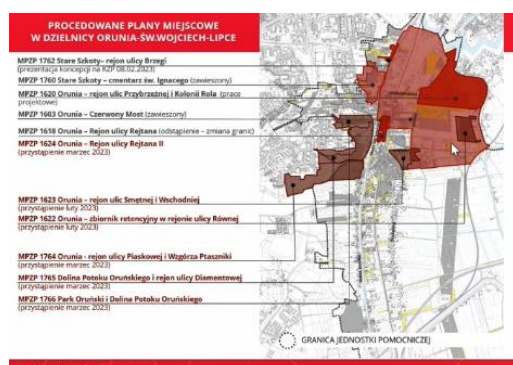 PROCEDOWANE PLANY MIEJSCOWE
W DZIELNICY ORUNIA-ŚW.WOJCIECH-LIPCE
MPZP 1762 Stare Szkoty– rejon ulicy Brzegi
(prezentacja koncepcji na KZP 08.02.2023)
MPZP 1760 Stare Szkoty – cmentarz św. Ignacego (zawieszony)
MPZP 1620 Orunia – rejon ulic Przybrzeżnej i Kolonii Rola (prace
projektowe)
MPZP 1603 Orunia – Czerwony Most (zawieszony)
MPZP 1618 Orunia – Rejon ulicy Rejtana (odstąpienie – zmiana granic)
MPZP 1624 Orunia – Rejon ulicy Rejtana II
(przystąpienie marzec 2023)
MPZP 1623 Orunia – rejon ulic Smętnej i Wschodniej
(przystąpienie luty 2023)
MPZP 1622 Orunia – zbiornik retencyjny w rejonie ulicy Równej
(przystąpienie luty 2023)
MPZP 1764 Orunia - rejon ulicy Piaskowej i Wzgórza Ptaszniki
(przystąpienie marzec 2023)
MPZP 1765 Dolina Potoku Oruńskiego i rejon ulicy Diamentowej
(przystąpienie marzec 2023)
MPZP 1766 Park Oruński i Dolina Potoku Oruńskiego
(przystąpienie marzec 2023)
GRANICA JEDNOSTKI POMOCNICZEJ